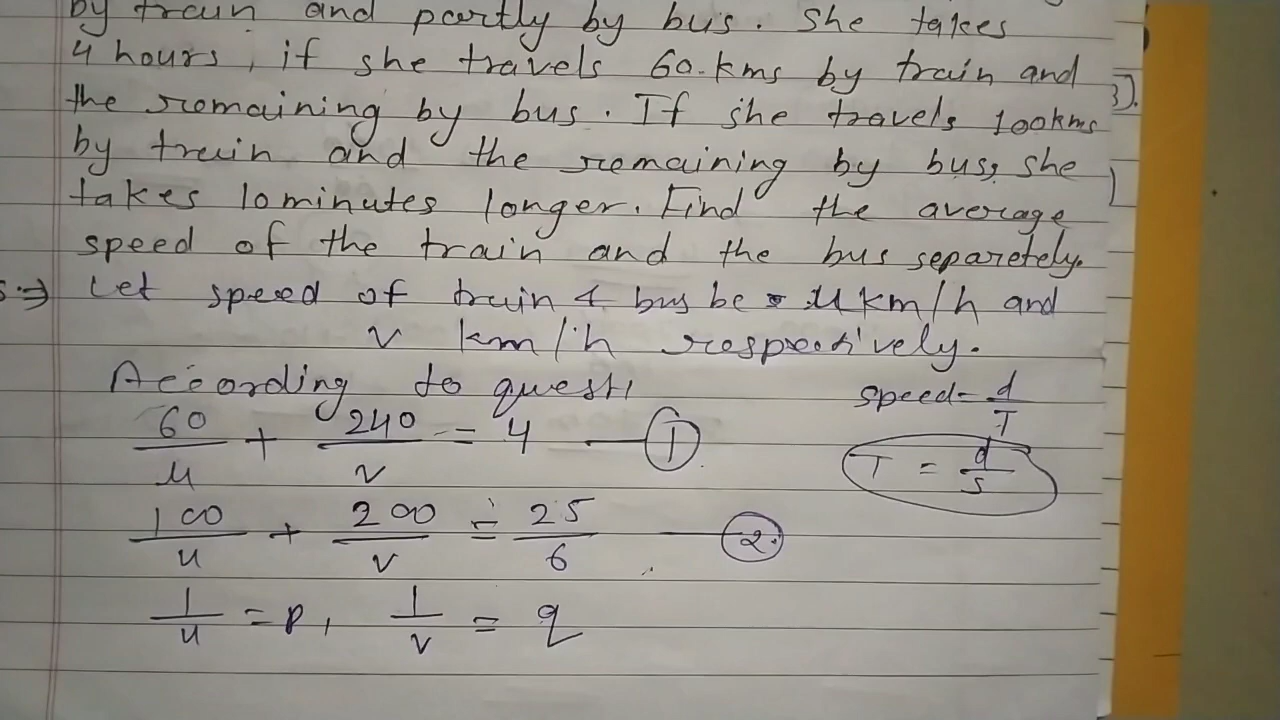 by train and partly by bus. She takes
4 hours, if she travels 60 kms by train and
the remaining by bus. If she travels 100kms
by train and the remaining by bus, she
takes 10 minutes longer. Find the average
speed of the train and the bus separetely.
S.⇒ Let speed of train & bus be u km/h and
v km/h respectively.
According to questi
speed = d/T
60/u + 240/v = 4 — ①
T = d/s
100/u + 200/v = 25/6 — ②.
1/u = p, 1/v = q
3).